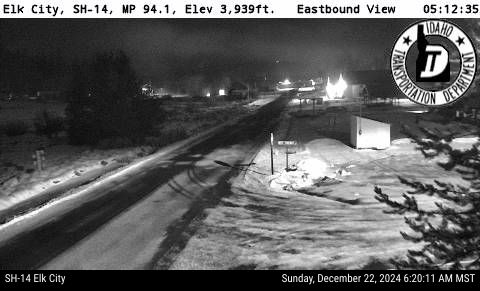 Elk City, SH-14, MP 94.1, Elev 3,939ft.   Eastbound View   05:12:35
IDAHO
TRANSPORTATION DEPARTMENT
SH-14 Elk City
Sunday, December 22, 2024 6:20:11 AM MST